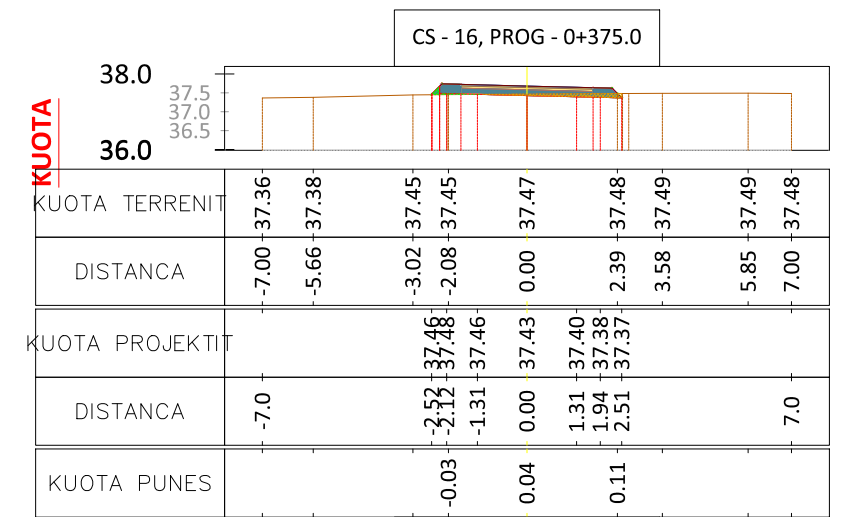 CS - 16, PROG - 0+375.0
KUOTA
38.0
37.5
37.0
36.5
36.0
KUOTA TERRENIT 37.36 37.38 37.45 37.45 37.47 37.48 37.49 37.49 37.48
DISTANCA -7.00 -5.66 -3.02 -2.08 0.00 2.39 3.58 5.85 7.00
KUOTA PROJEKTIT 37.46 37.48 37.46 37.43 37.40 37.38 37.37
DISTANCA -7.0 -2.52 -2.12 -1.31 0.00 1.31 1.94 2.51 7.0
KUOTA PUNES -0.03 0.04 0.11